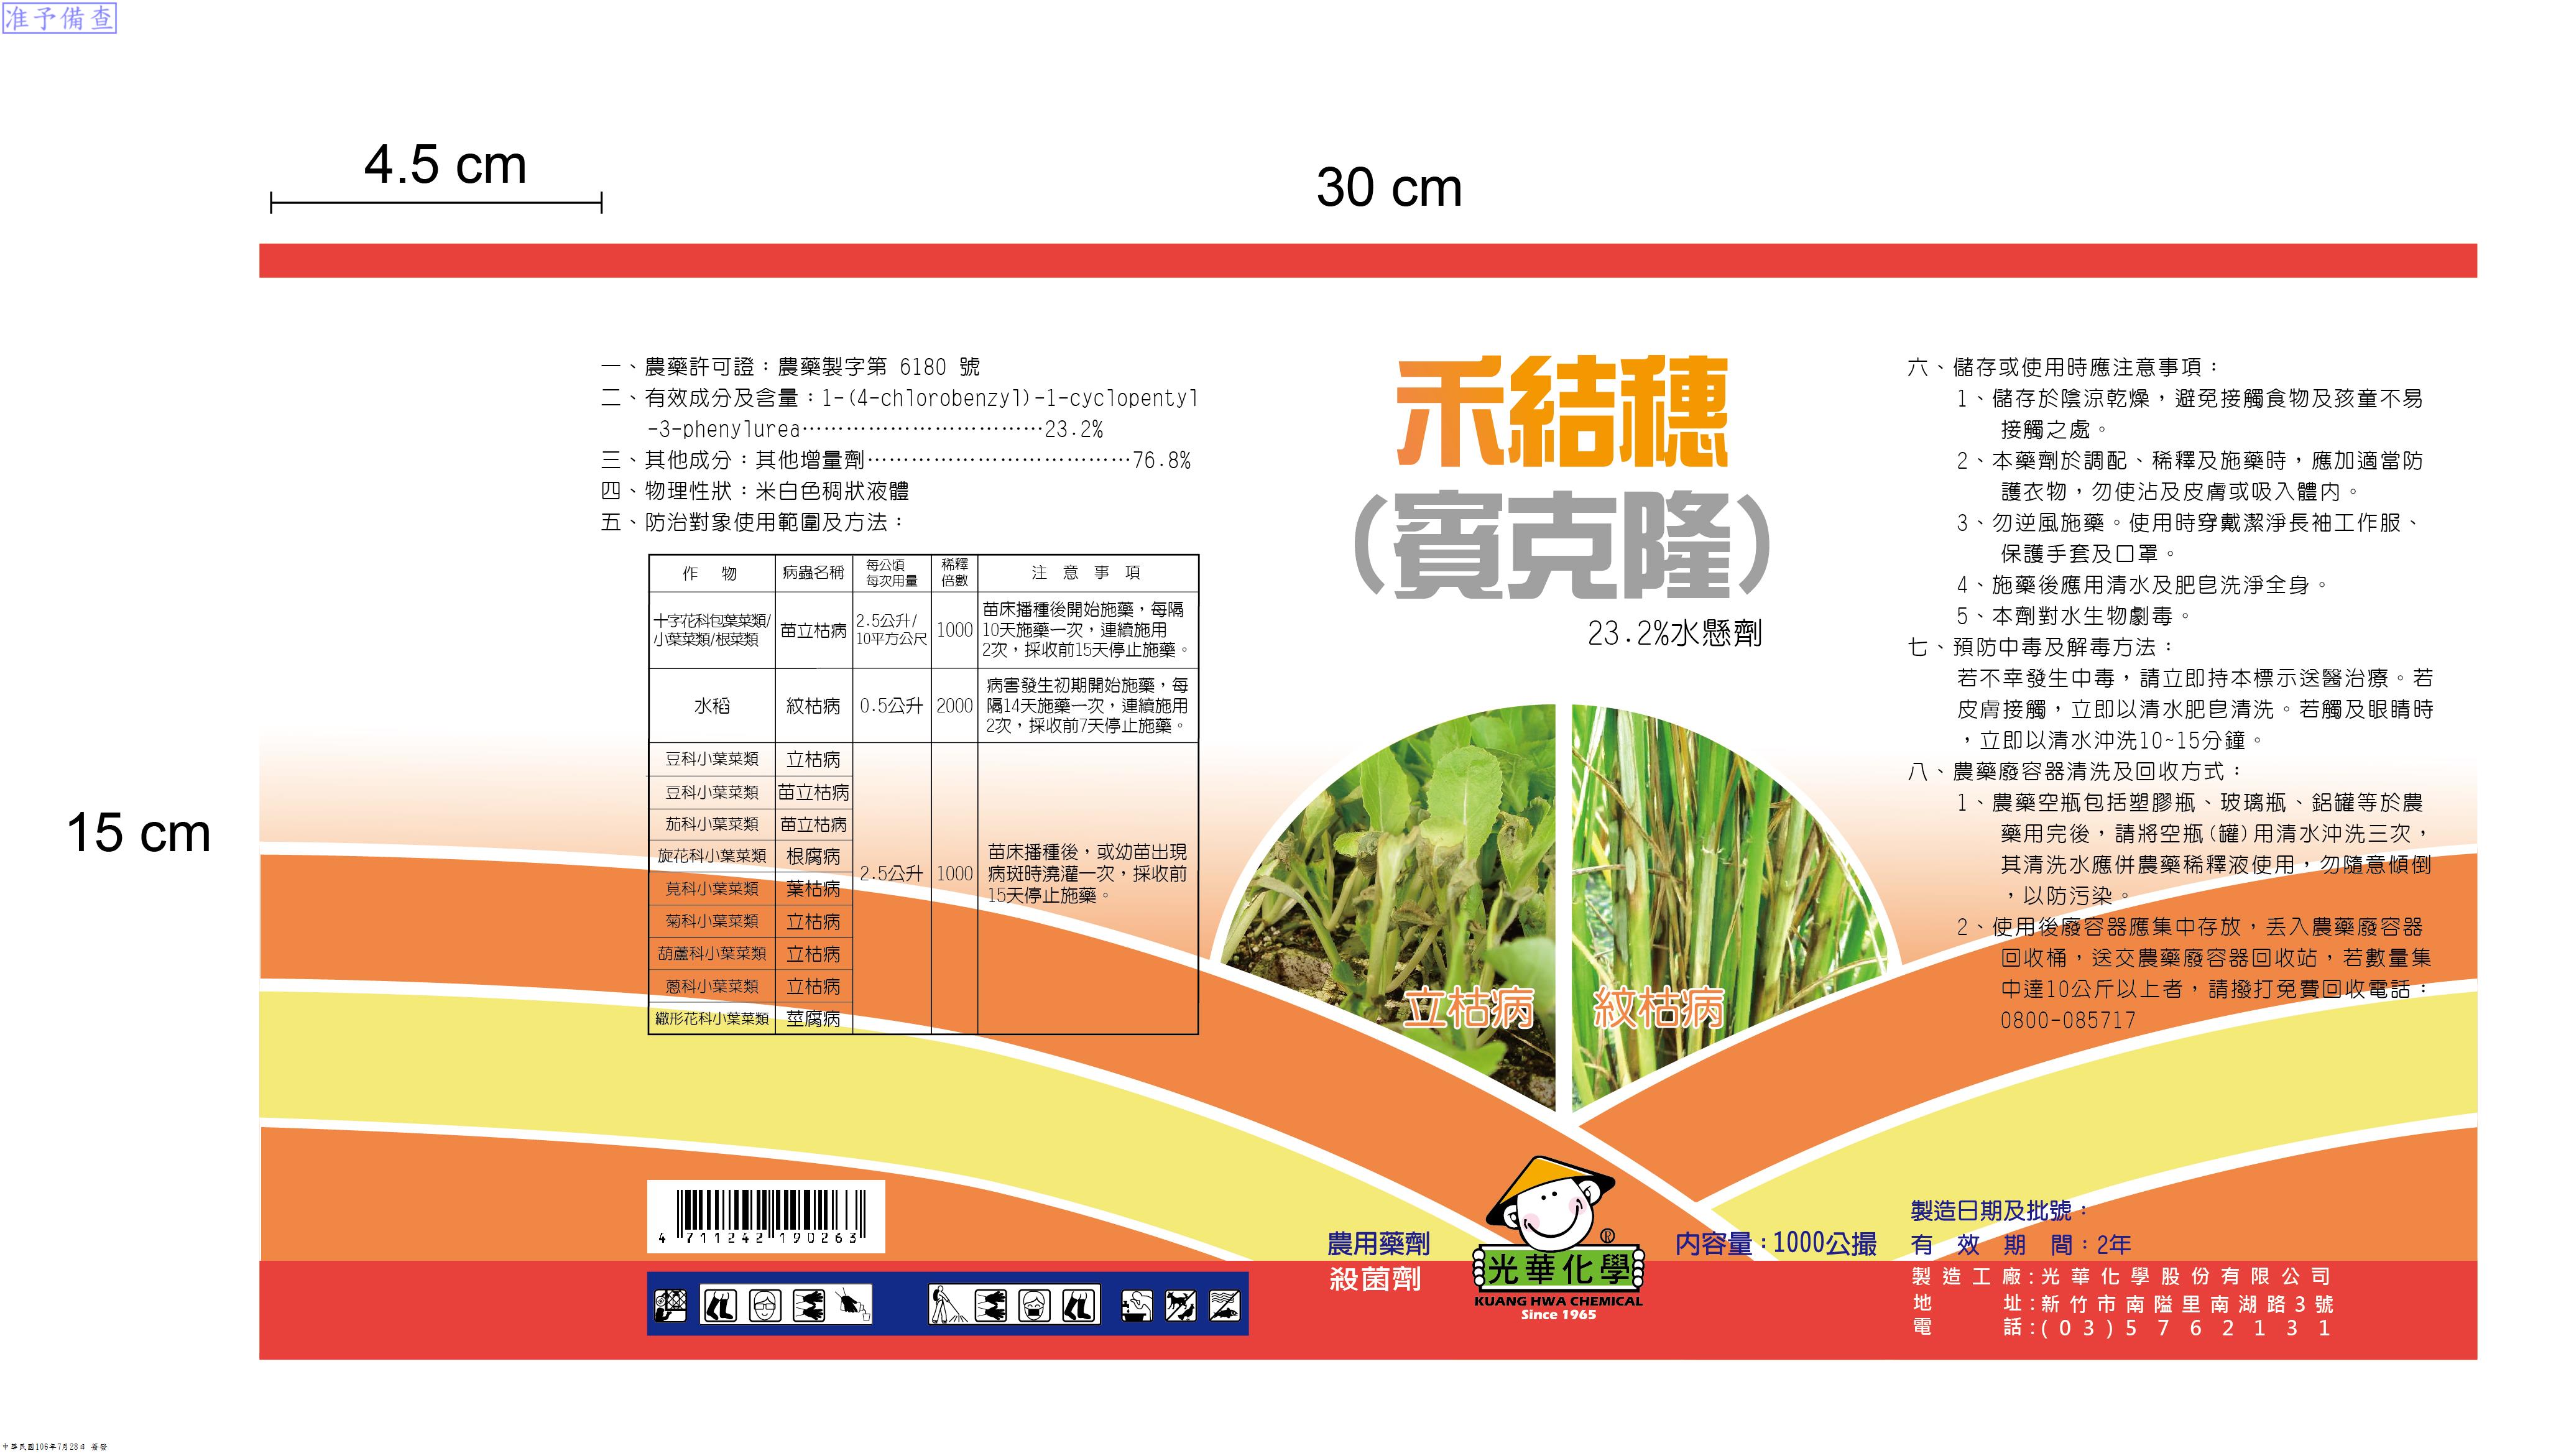 准予備查
4.5 cm
30 cm
15 cm
一、農藥許可證：農藥製字第 6180 號
二、有效成分及含量：1-(4-chlorobenzyl)-1-cyclopentyl
-3-phenylurea……………………………23.2%
三、其他成分：其他增量劑………………………………76.8%
四、物理性狀：米白色稠狀液體
五、防治對象使用範圍及方法：
作 物 病蟲名稱 每公頃每次用量 稀釋倍數 注 意 事 項
十字花科包葉菜類/小葉菜類/根菜類 苗立枯病 2.5公升/10平方公尺 1000 苗床播種後開始施藥，每隔10天施藥一次，連續施用2次，採收前15天停止施藥。
水稻 紋枯病 0.5公升 2000 病害發生初期開始施藥，每隔14天施藥一次，連續施用2次，採收前7天停止施藥。
豆科小葉菜類 立枯病
豆科小葉菜類 苗立枯病
茄科小葉菜類 苗立枯病
旋花科小葉菜類 根腐病
莧科小葉菜類 葉枯病
菊科小葉菜類 立枯病
葫蘆科小葉菜類 立枯病
蔥科小葉菜類 立枯病
繖形花科小葉菜類 莖腐病
2.5公升 1000 苗床播種後，或幼苗出現
病斑時澆灌一次，採收前
15天停止施藥。
4 711242 190263
禾結穗
(賓克隆)
23.2%水懸劑
立枯病
紋枯病
農用藥劑
殺菌劑
®
光華化學
KUANG HWA CHEMICAL
Since 1965
內容量：1000公撮
六、儲存或使用時應注意事項：
1、儲存於陰涼乾燥，避免接觸食物及孩童不易
接觸之處。
2、本藥劑於調配、稀釋及施藥時，應加適當防
護衣物，勿使沾及皮膚或吸入體內。
3、勿逆風施藥。使用時穿戴潔淨長袖工作服、
保護手套及口罩。
4、施藥後應用清水及肥皂洗淨全身。
5、本劑對水生物劇毒。
七、預防中毒及解毒方法：
若不幸發生中毒，請立即持本標示送醫治療。若
皮膚接觸，立即以清水肥皂清洗。若觸及眼睛時
，立即以清水沖洗10~15分鐘。
八、農藥廢容器清洗及回收方式：
1、農藥空瓶包括塑膠瓶、玻璃瓶、鋁罐等於農
藥用完後，請將空瓶(罐)用清水沖洗三次，
其清洗水應併農藥稀釋液使用，勿隨意傾倒
，以防污染。
2、使用後廢容器應集中存放，丟入農藥廢容器
回收桶，送交農藥廢容器回收站，若數量集
中達10公斤以上者，請撥打免費回收電話：
0800-085717
製造日期及批號：
有 效 期 間：2年
製造工廠：光華化學股份有限公司
地 址：新竹市南隘里南湖路3號
電 話：(03)5762131
中華民國106年7月28日 簽發